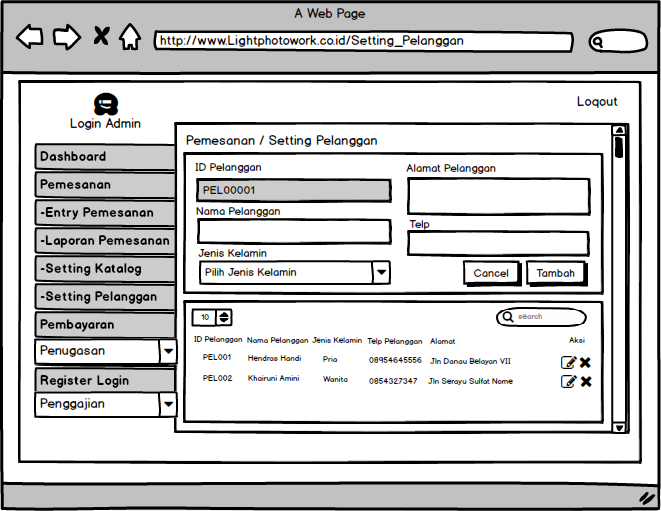 A Web Page
http://www.Lightphotowork.co.id/Setting_Pelanggan
Logout
Login Admin
Dashboard
Pemesanan
-Entry Pemesanan
-Laporan Pemesanan
-Setting Katalog
-Setting Pelanggan
Pembayaran
Penugasan
Register Login
Penggajian
Pemesanan / Setting Pelanggan
ID Pelanggan
PEL00001
Nama Pelanggan
Jenis Kelamin
Pilih Jenis Kelamin
Alamat Pelanggan
Telp
Cancel Tambah
10 search
ID Pelanggan Nama Pelanggan Jenis Kelamin Telp Pelanggan Alamat Aksi
PEL001 Hendras Handi Pria 08954645556 Jln Danau Belayan VII
PEL002 Khairuni Amini Wanita 0854327347 Jln Serayu Sulfat Nome